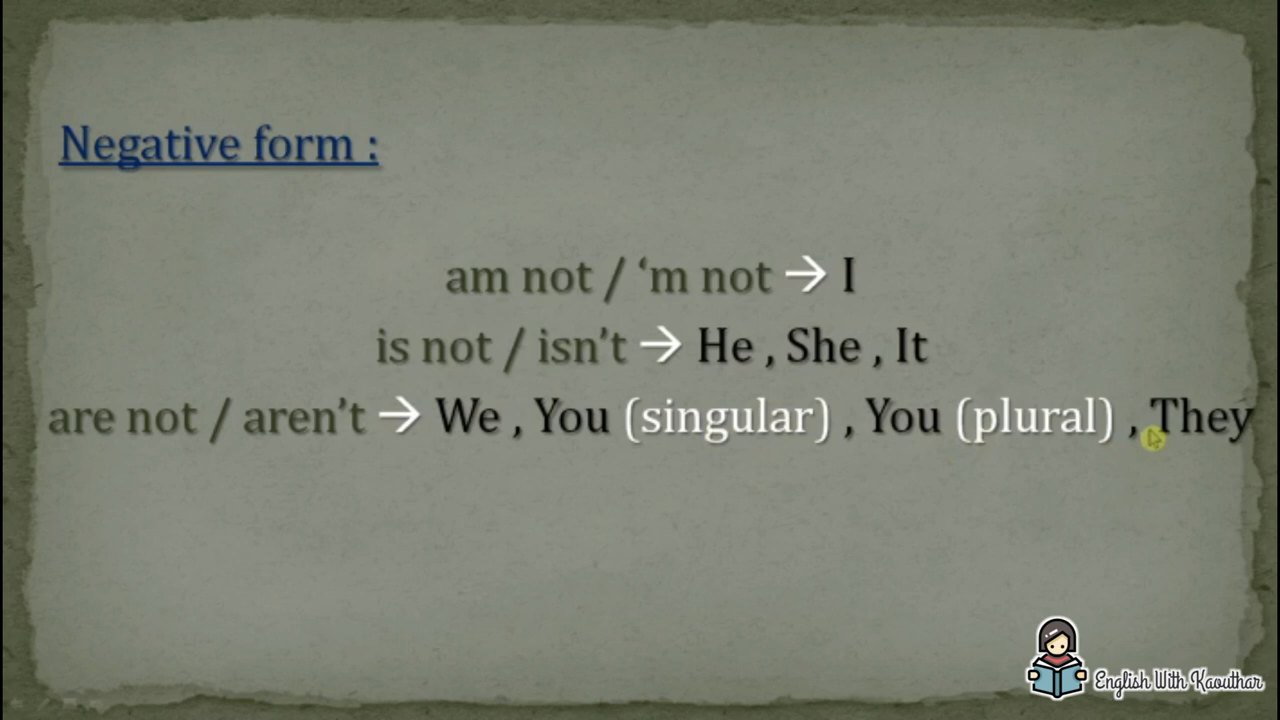 Negative form :
am not / ‘m not → I
is not / isn’t → He , She , It
are not / aren’t → We , You (singular) , You (plural) , They
English With Kaouthar